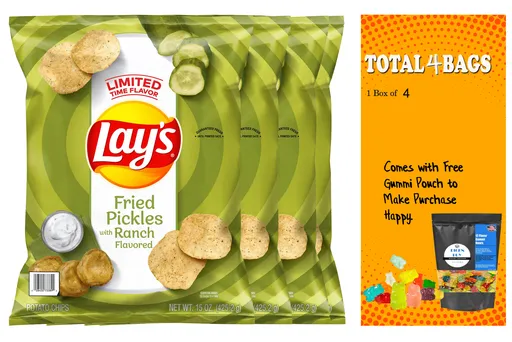 LIMITED
TIME FLAVOR
Lay's
Fried
Pickles
with Ranch
Flavored
POTATO CHIPS
NET WT. 15 OZ (425.2g)
TOTAL 4 BAGS
1 Box of 4
Comes with Free
Gummi Pouch to
Make Purchase
Happy.